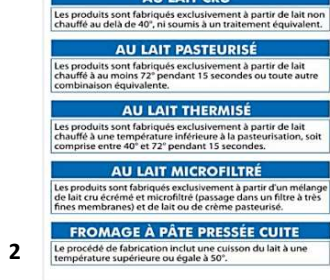 AU LAIT CRU
Les produits sont fabriqués exclusivement à partir de lait non
chauffé au delà de 40°, ni soumis à un traitement équivalent.
AU LAIT PASTEURISÉ
Les produits sont fabriqués exclusivement à partir de lait
chauffé à au moins 72° pendant 15 secondes ou toute autre
combinaison équivalente.
AU LAIT THERMISÉ
Les produits sont fabriqués exclusivement à partir de lait
chauffé à une température inférieure à la pasteurisation, soit
comprise entre 40° et 72° pendant 15 secondes.
AU LAIT MICROFILTRÉ
Les produits sont fabriqués exclusivement à partir d'un mélange
de lait cru écrémé et microfiltré (passage dans un filtre à très
fines membranes) et de lait ou de crème pasteurisé.
FROMAGE À PÂTE PRESSÉE CUITE
Le procédé de fabrication inclut une cuisson du lait à une
température supérieure ou égale à 50°.
2